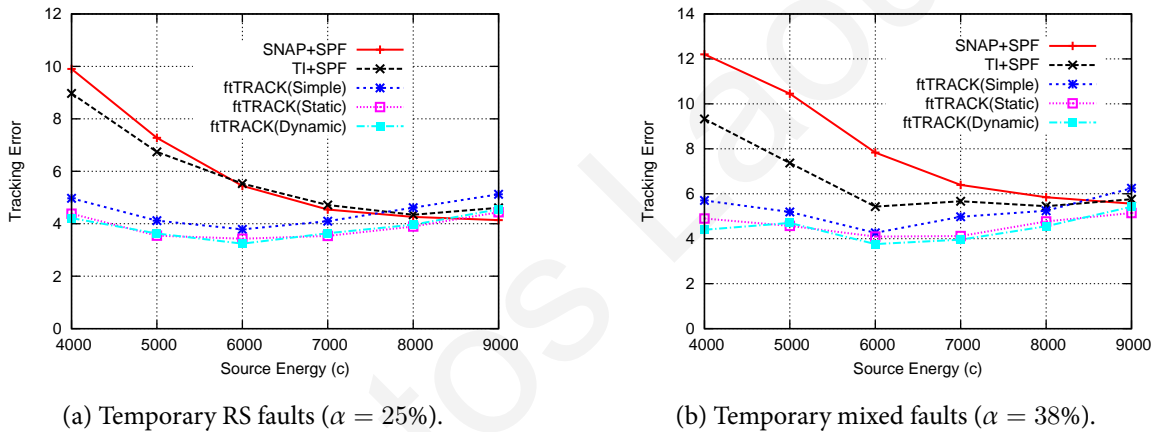 12
10
8
6
4
2
0
Tracking Error
SNAP+SPF
TI+SPF
ftTRACK(Simple)
ftTRACK(Static)
ftTRACK(Dynamic)
4000 5000 6000 7000 8000 9000
Source Energy (c)
(a) Temporary RS faults (α = 25%).
14
12
10
8
6
4
2
0
Tracking Error
SNAP+SPF
TI+SPF
ftTRACK(Simple)
ftTRACK(Static)
ftTRACK(Dynamic)
4000 5000 6000 7000 8000 9000
Source Energy (c)
(b) Temporary mixed faults (α = 38%).